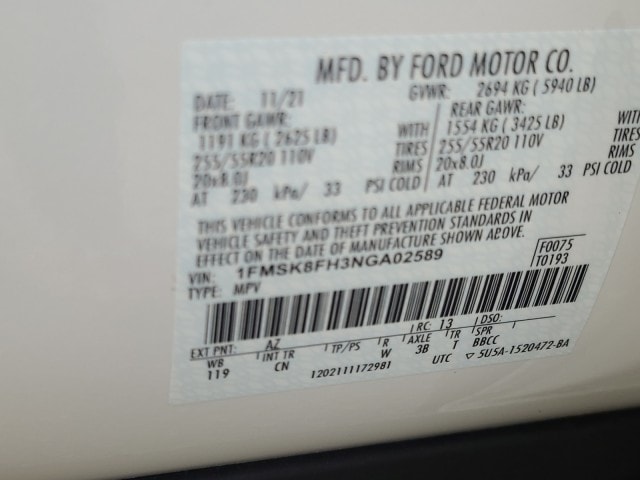 MFD. BY FORD MOTOR CO.
DATE: 11/21 GVWR: 2694 KG ( 5940 LB)
FRONT GAWR: REAR GAWR:
1191 KG ( 2625 LB) WITH 1554 KG ( 3425 LB) WITH
255/55R20 110V TIRES 255/55R20 110V TIRES
20x8.0J RIMS 20x8.0J RIMS
AT 230 kPa/ 33 PSI COLD AT 230 kPa/ 33 PSI COLD
THIS VEHICLE CONFORMS TO ALL APPLICABLE FEDERAL MOTOR
VEHICLE SAFETY AND THEFT PREVENTION STANDARDS IN
EFFECT ON THE DATE OF MANUFACTURE SHOWN ABOVE.
VIN: 1FMSK8FH3NGA02589 F0075
TYPE: MPV T0193
EXT PNT: AZ RC: 13 DSO:
WB INT TR TP/PS R AXLE TR SPR
119 CN W 3B T BBCC
1202111172981 UTC 5U5A-1520472-BA